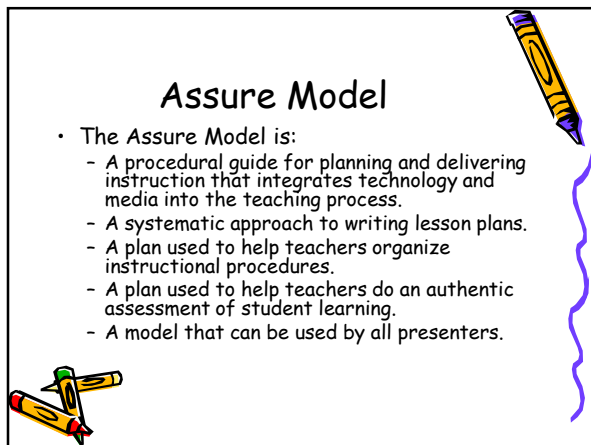 Assure Model
• The Assure Model is:
– A procedural guide for planning and delivering
instruction that integrates technology and
media into the teaching process.
– A systematic approach to writing lesson plans.
– A plan used to help teachers organize
instructional procedures.
– A plan used to help teachers do an authentic
assessment of student learning.
– A model that can be used by all presenters.